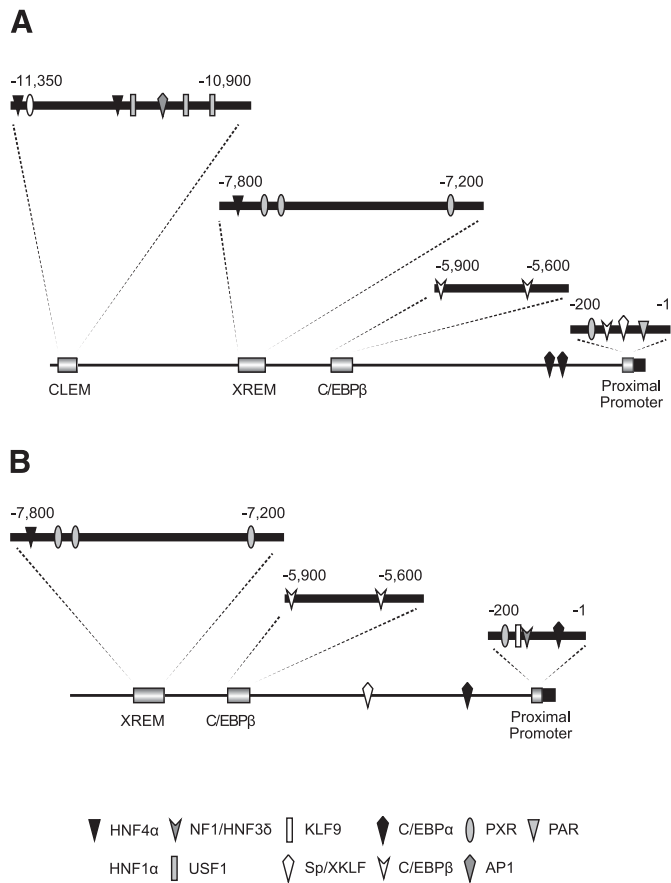 A
-11,350 -10,900
-7,800 -7,200
-5,900 -5,600
-200 -1
CLEM XREM C/EBPβ Proximal
Promoter
B
-7,800 -7,200
-5,900 -5,600
-200 -1
XREM C/EBPβ Proximal
Promoter
HNF4α NF1/HNF3δ KLF9 C/EBPα PXR PAR
HNF1α USF1 Sp/XKLF C/EBPβ AP1